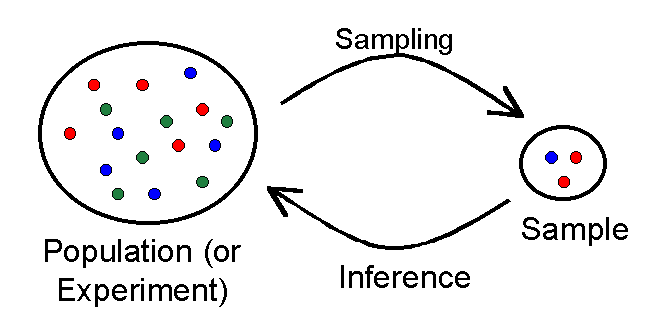 Sampling
Population (or
Experiment)
Sample
Inference